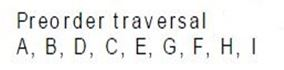 Preorder traversal
A, B, D, C, E, G, F, H, I